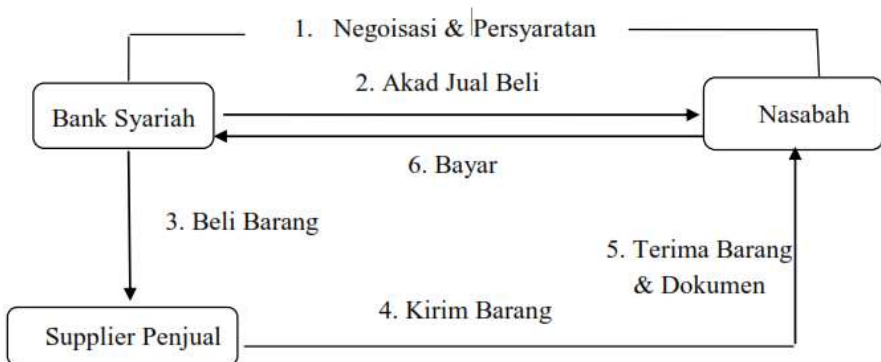 1. Negoisasi & Persyaratan
2. Akad Jual Beli
Bank Syariah
Nasabah
6. Bayar
3. Beli Barang
5. Terima Barang
& Dokumen
4. Kirim Barang
Supplier Penjual